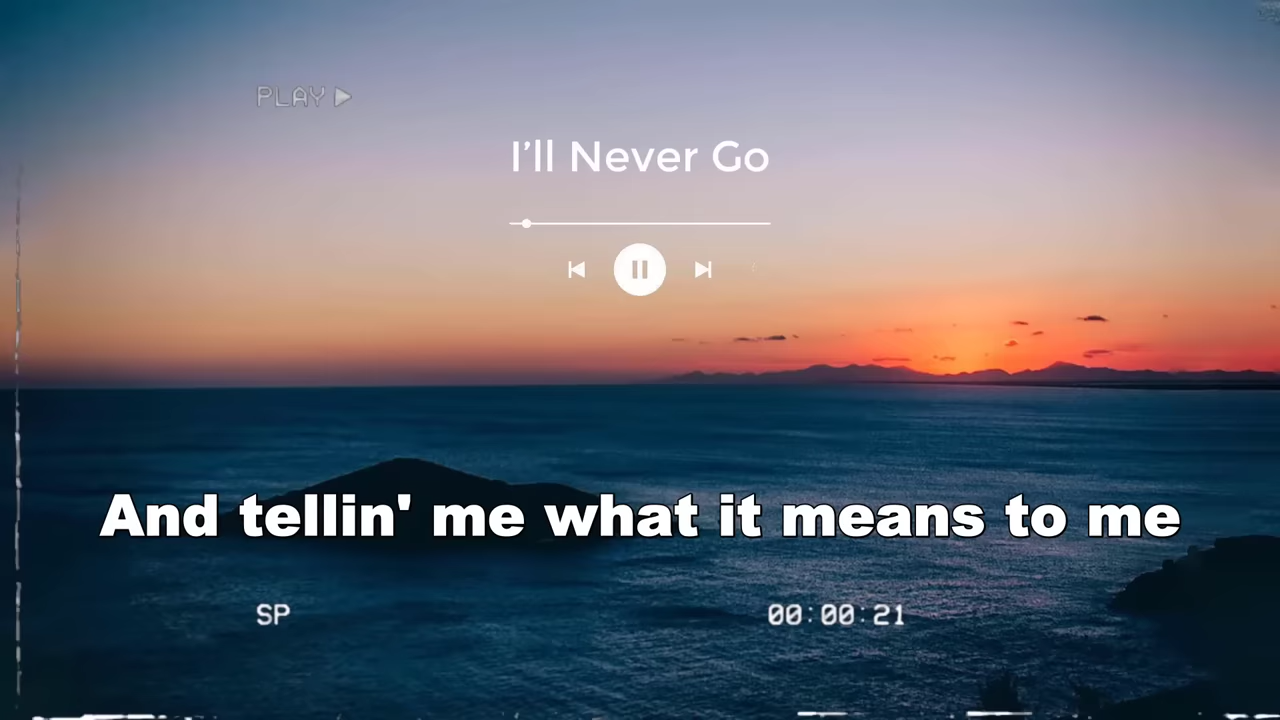 PLAY
I’ll Never Go
And tellin' me what it means to me
SP
00:00:21